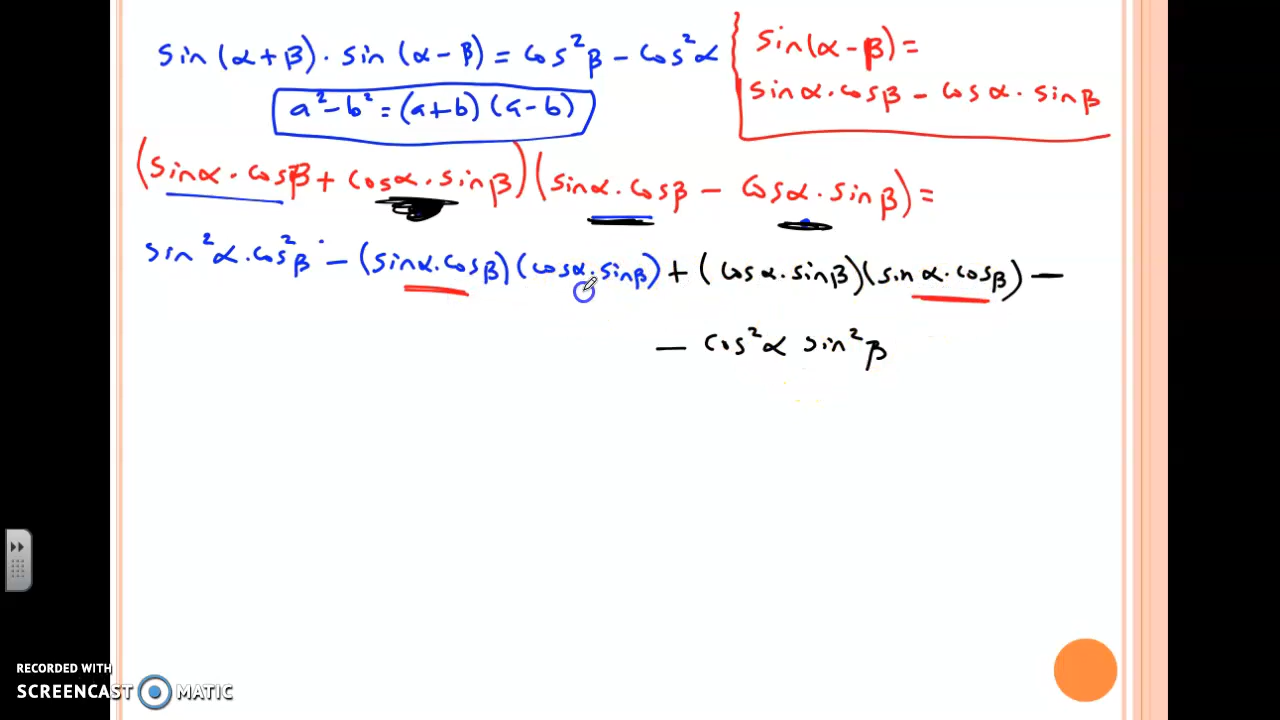 sin(α+β)·sin(α-β)=cos²β-cos²α
a²-b²=(a+b)(a-b)
sin(α-β)=
sinα·cosβ-cosα·sinβ
(sinα·cosβ+cosα·sinβ)(sinα·cosβ-cosα·sinβ)=
sin²α·cos²β-(sinα·cosβ)(cosα·sinβ)+(cosα·sinβ)(sinα·cosβ)-
-cos²α sin²β
RECORDED WITH
SCREENCAST MATIC